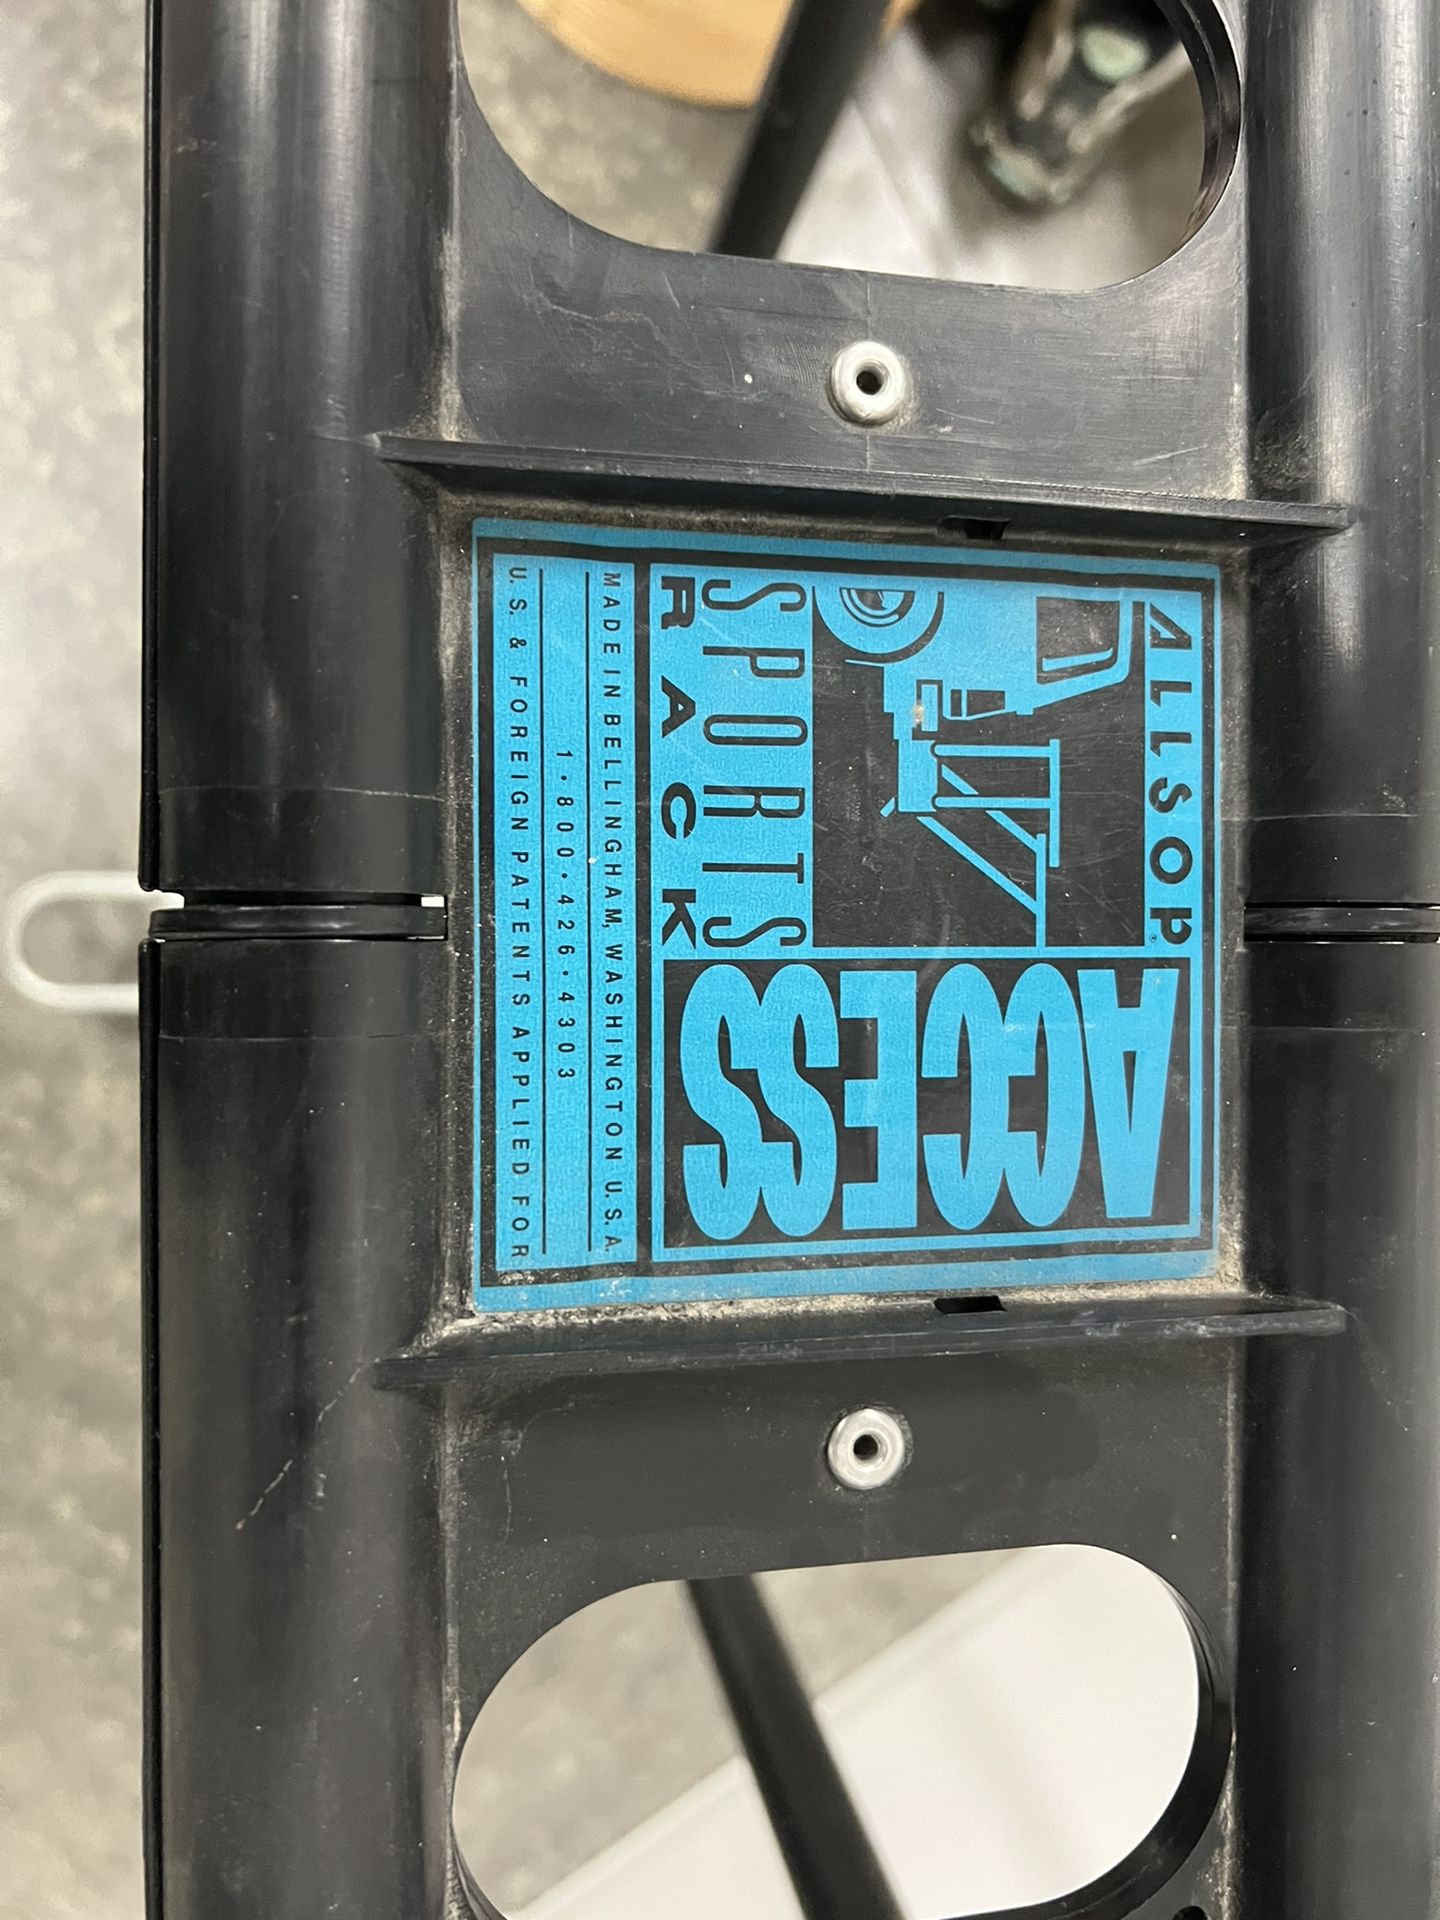 ALLSOP®
SPORTS
RACK
ACCESS
MADE IN BELLINGHAM, WASHINGTON U.S.A.
1•800•426•4303
U.S. & FOREIGN PATENTS APPLIED FOR